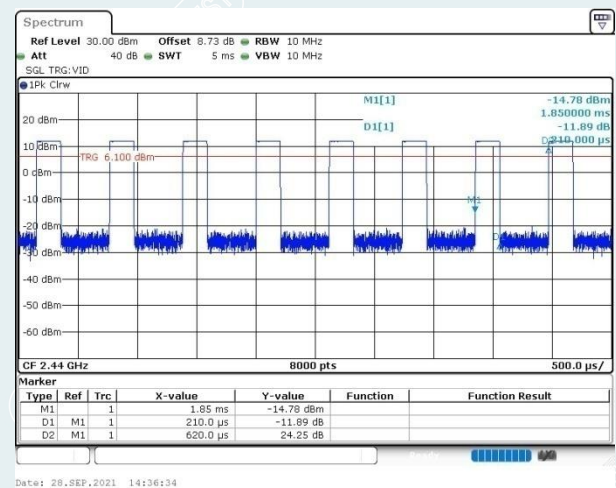 Spectrum
Ref Level 30.00 dBm Offset 8.73 dB RBW 10 MHz
Att 40 dB SWT 5 ms VBW 10 MHz
SGL TRG:VID
1Pk Clrw
M1[1] -14.78 dBm
1.850000 ms
D1[1] -11.89 dB
210.000 µs
20 dBm
10 dBm
TRG 6.100 dBm
0 dBm
-10 dBm
M1
-20 dBm
-30 dBm
-40 dBm
-50 dBm
-60 dBm
CF 2.44 GHz 8000 pts 500.0 µs/
Marker
Type Ref Trc X-value Y-value Function Function Result
M1 1 1.85 ms -14.78 dBm
D1 M1 1 210.0 µs -11.89 dB
D2 M1 1 620.0 µs 24.25 dB
Date: 28.SEP.2021 14:36:34